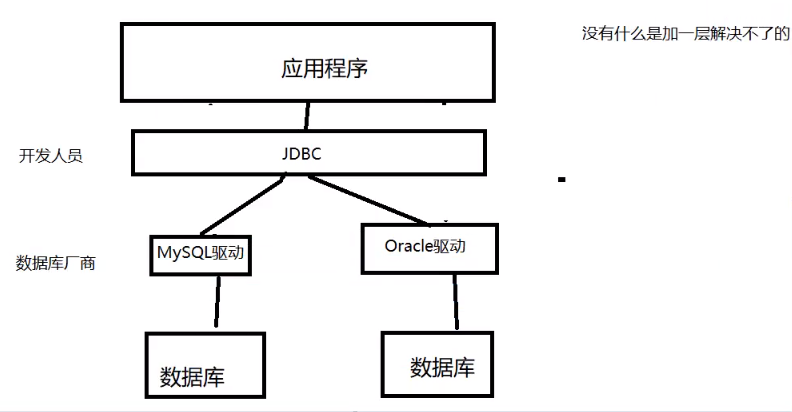 没有什么是加一层解决不了的
应用程序
开发人员
JDBC
数据库厂商
MySQL驱动
Oracle驱动
数据库
数据库